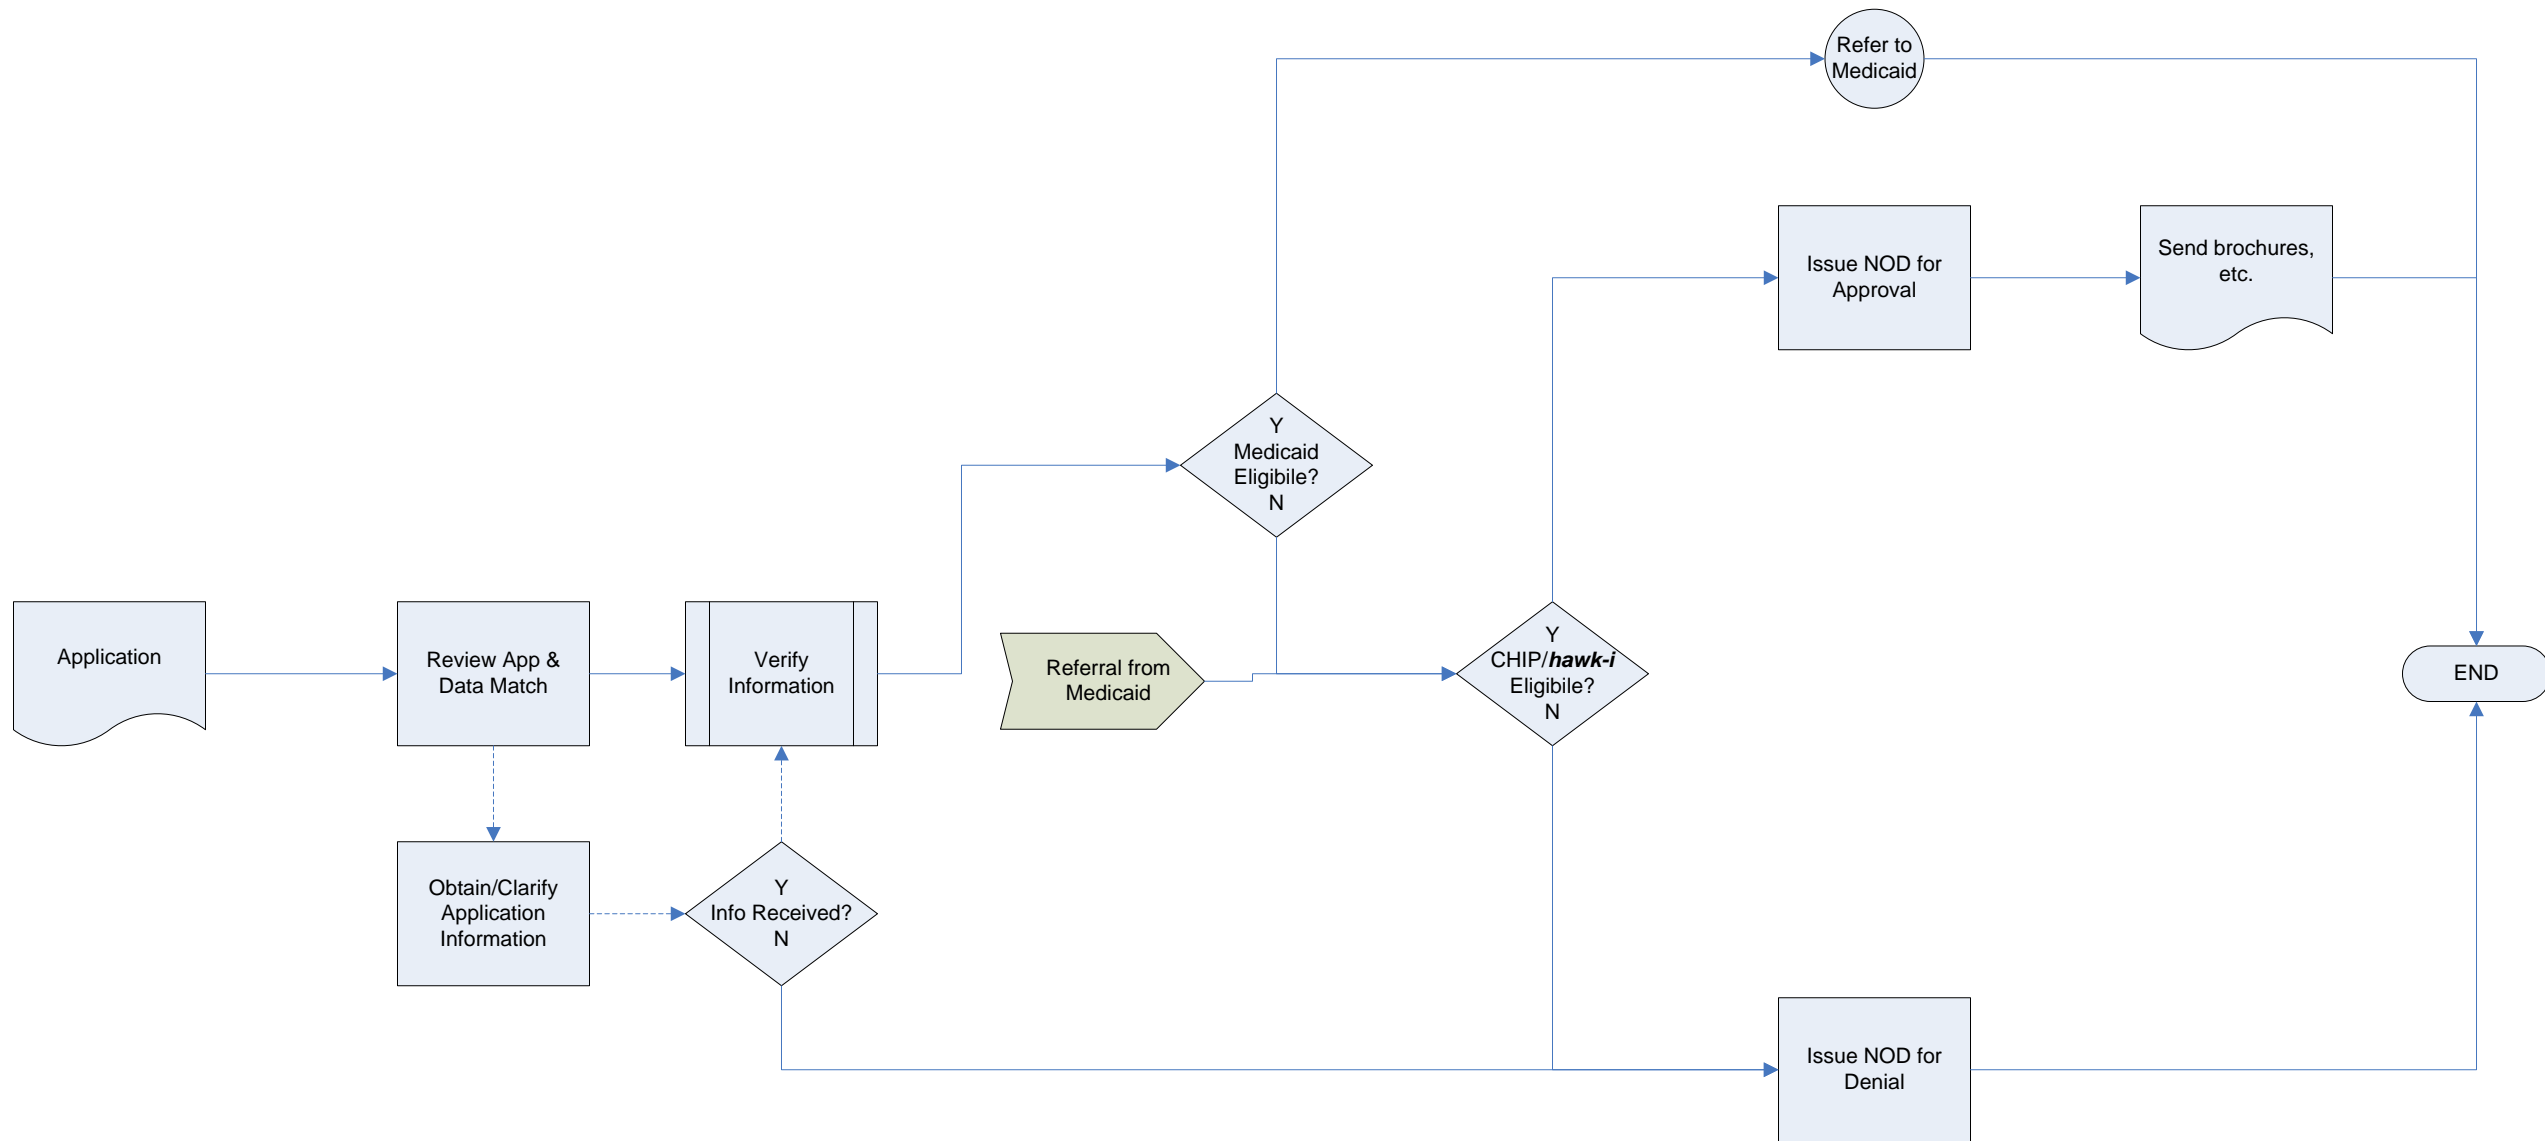 Refer to
Medicaid
Issue NOD for
Approval
Send brochures,
etc.
Y
Medicaid
Eligibile?
N
Application
Review App &
Data Match
Verify
Information
Referral from
Medicaid
Y
CHIP/hawk-i
Eligibile?
N
END
Obtain/Clarify
Application
Information
Y
Info Received?
N
Issue NOD for
Denial